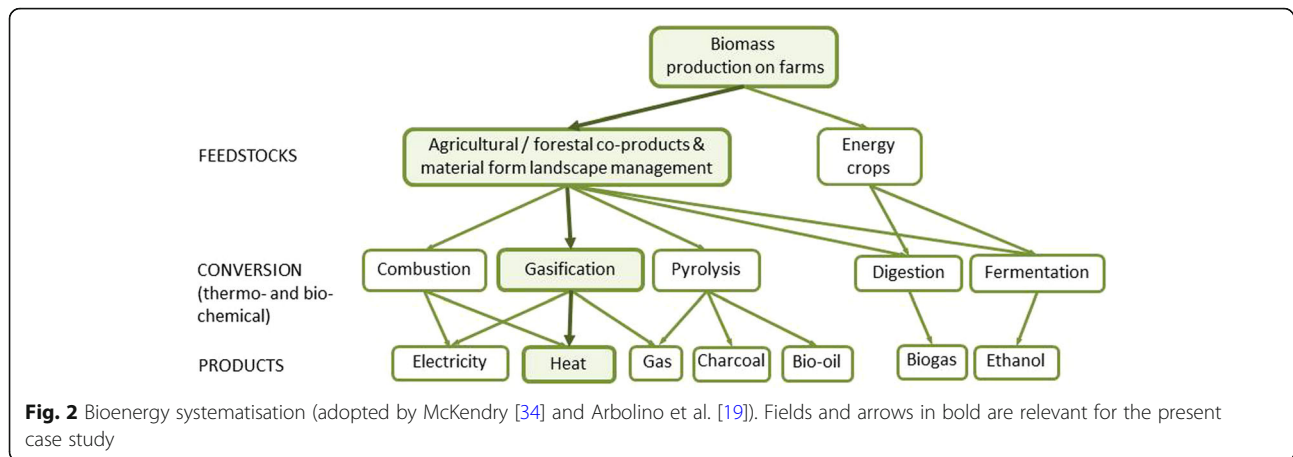 Biomass
production on farms
FEEDSTOCKS
Agricultural / forestal co-products &
material form landscape management
Energy
crops
CONVERSION
(thermo- and bio-
chemical)
Combustion
Gasification
Pyrolysis
Digestion
Fermentation
PRODUCTS
Electricity
Heat
Gas
Charcoal
Bio-oil
Biogas
Ethanol
Fig. 2 Bioenergy systematisation (adopted by McKendry [34] and Arbolino et al. [19]). Fields and arrows in bold are relevant for the present
case study